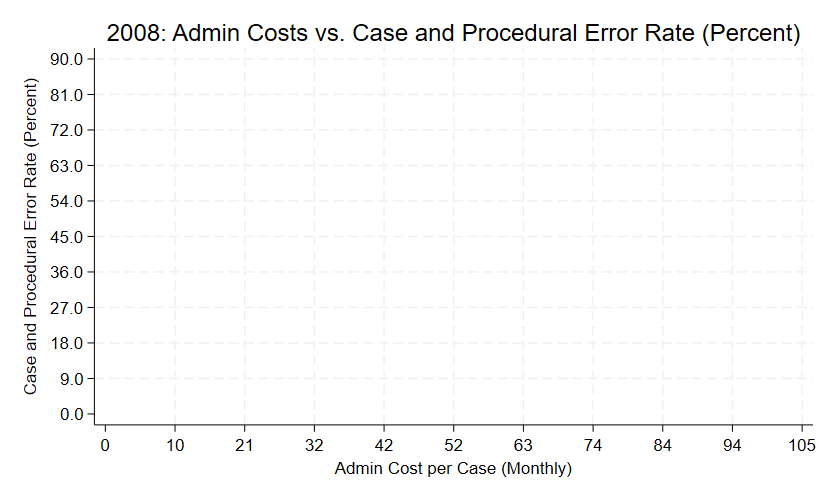 2008: Admin Costs vs. Case and Procedural Error Rate (Percent)
Case and Procedural Error Rate (Percent)
90.0
81.0
72.0
63.0
54.0
45.0
36.0
27.0
18.0
9.0
0.0
0 10 21 32 42 52 63 74 84 94 105
Admin Cost per Case (Monthly)